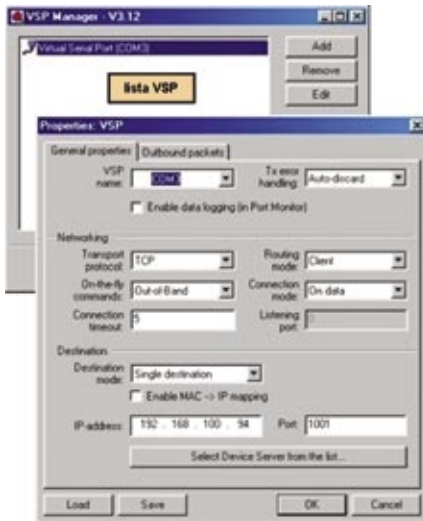 VSP Manager - V3.12
Virtual Serial Port (COM3)
Add
Remove
Edit
lista VSP
Properties: VSP
General properties
Outbound packets
VSP name:
COM3
Tx error handling:
Auto-discard
Enable data logging (in Port Monitor)
Networking
Transport protocol:
TCP
Routing mode:
Client
On-the-fly commands:
Out-of-Band
Connection mode:
On data
Connection timeout:
5
Listening port:
Destination
Destination mode:
Single destination
Enable MAC -> IP mapping
IP-address:
192 . 168 . 100 . 94
Port:
1001
Select Device Server from the list...
Load
Save
OK
Cancel